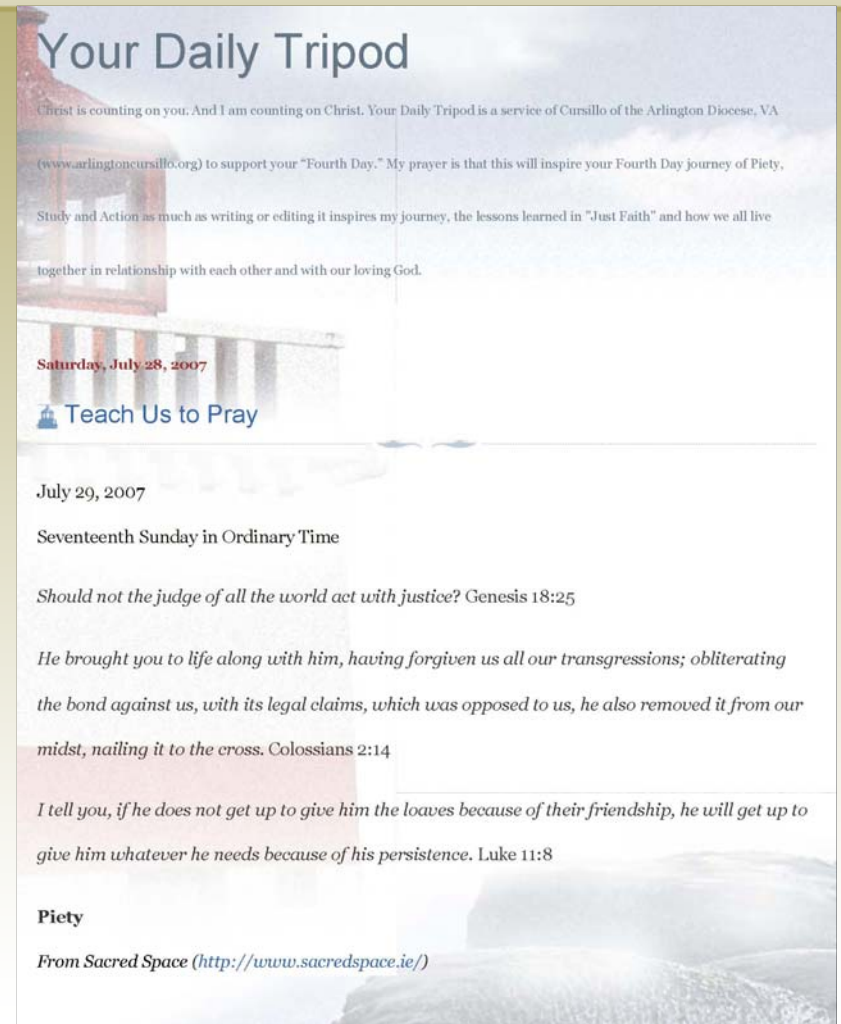 Your Daily Tripod
Christ is counting on you. And I am counting on Christ. Your Daily Tripod is a service of Cursillo of the Arlington Diocese, VA
(www.arlingtoncursillo.org) to support your "Fourth Day." My prayer is that this will inspire your Fourth Day journey of Piety,
Study and Action as much as writing or editing it inspires my journey, the lessons learned in "Just Faith" and how we all live
together in relationship with each other and with our loving God.
Saturday, July 28, 2007
Teach Us to Pray
July 29, 2007
Seventeenth Sunday in Ordinary Time
Should not the judge of all the world act with justice? Genesis 18:25
He brought you to life along with him, having forgiven us all our transgressions; obliterating
the bond against us, with its legal claims, which was opposed to us, he also removed it from our
midst, nailing it to the cross. Colossians 2:14
I tell you, if he does not get up to give him the loaves because of their friendship, he will get up to
give him whatever he needs because of his persistence. Luke 11:8
Piety
From Sacred Space (http://www.sacredspace.ie/)